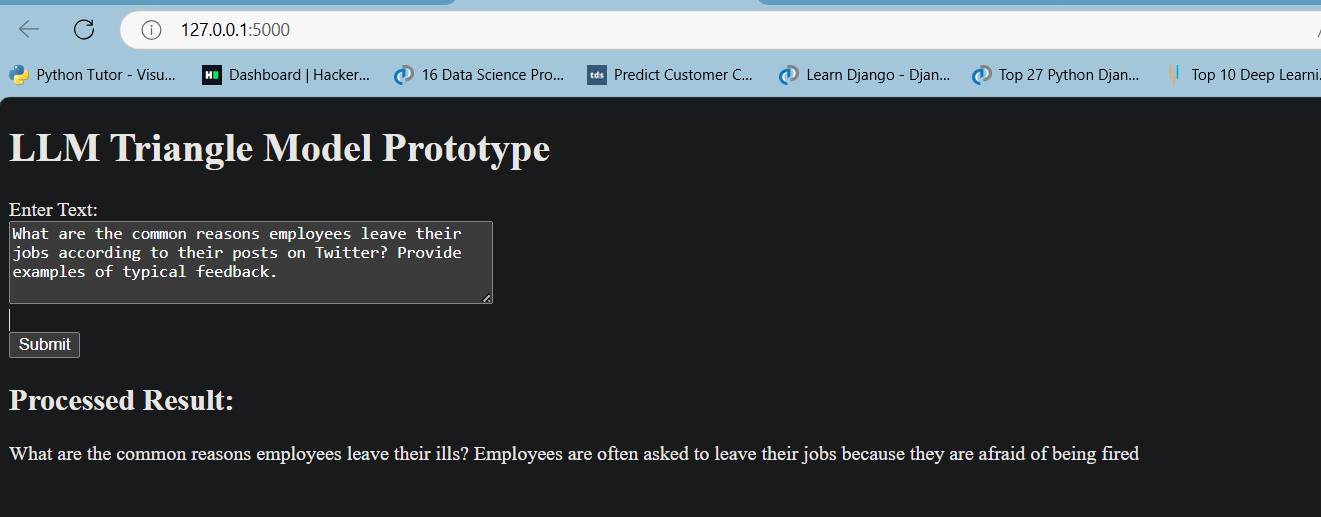 127.0.0.1:5000
Python Tutor - Visu... Dashboard | Hacker... 16 Data Science Pro... tds Predict Customer C... Learn Django - Djan... Top 27 Python Djan... Top 10 Deep Learni.
LLM Triangle Model Prototype
Enter Text:
What are the common reasons employees leave their
jobs according to their posts on Twitter? Provide
examples of typical feedback.
Submit
Processed Result:
What are the common reasons employees leave their ills? Employees are often asked to leave their jobs because they are afraid of being fired